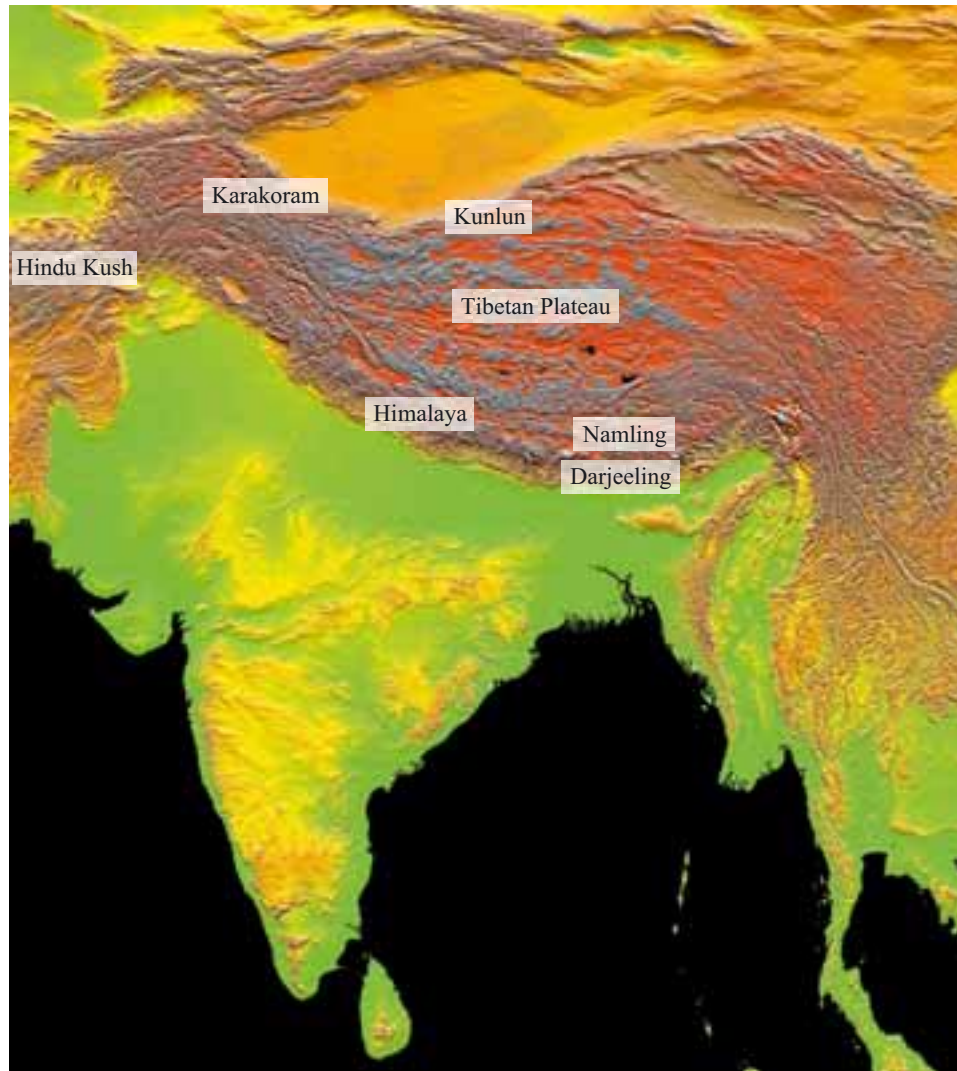 Karakoram
Kunlun
Hindu Kush
Tibetan Plateau
Himalaya
Namling
Darjeeling